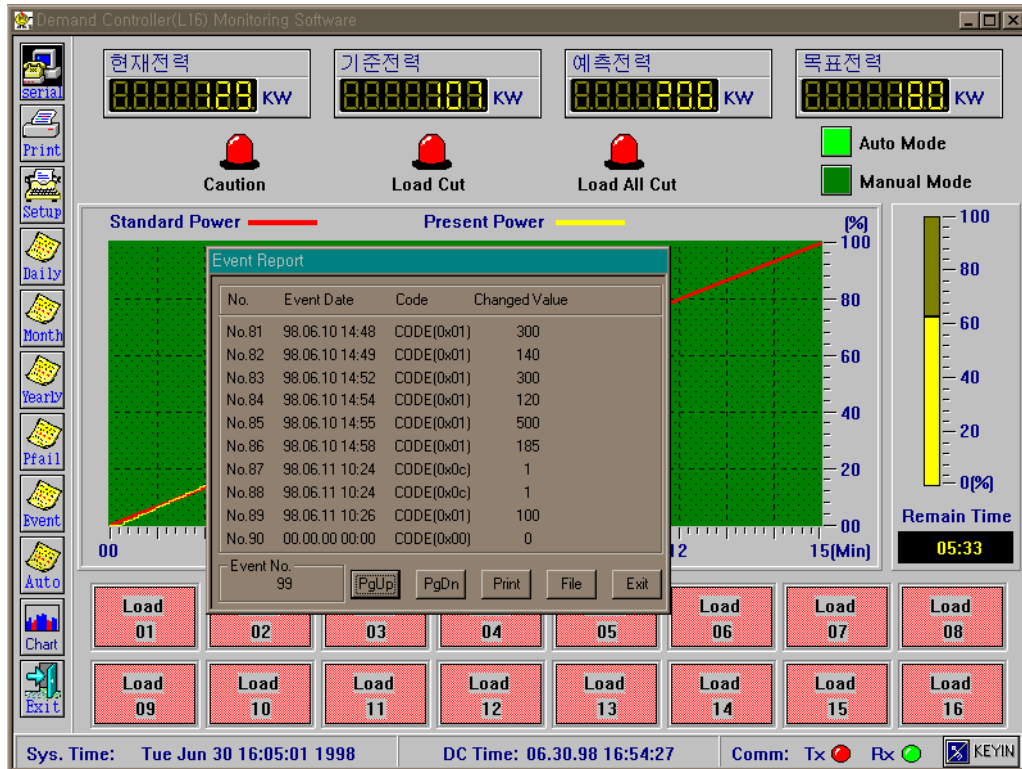 Demand Controller(L16) Monitoring Software
현재전력
기준전력
예측전력
목표전력
129 KW
KW
206 KW
180 KW
Caution
Load Cut
Load All Cut
Auto Mode
Manual Mode
serial
Print
Setup
Daily
Month
Yearly
Pfail
Event
Auto
Chart
Exit
Standard Power
Present Power
(%)
100
80
60
40
20
00
00
12
15(Min)
Event Report
No. Event Date Code Changed Value
No.81 98.06.10 14:48 CODE(0x01) 300
No.82 98.06.10 14:49 CODE(0x01) 140
No.83 98.06.10 14:52 CODE(0x01) 300
No.84 98.06.10 14:54 CODE(0x01) 120
No.85 98.06.10 14:55 CODE(0x01) 500
No.86 98.06.10 14:58 CODE(0x01) 185
No.87 98.06.11 10:24 CODE(0x0c) 1
No.88 98.06.11 10:24 CODE(0x0c) 1
No.89 98.06.11 10:26 CODE(0x01) 100
No.90 00.00.00 00:00 CODE(0x00) 0
Event No.
99
PgUp
PgDn
Print
File
Exit
100
80
60
40
20
0(%)
Remain Time
05:33
Load
01
02
03
04
05
Load
06
Load
07
Load
08
Load
09
Load
10
Load
11
Load
12
Load
13
Load
14
Load
15
Load
16
Sys. Time: Tue Jun 30 16:05:01 1998
DC Time: 06.30.98 16:54:27
Comm: Tx Rx
KEYIN